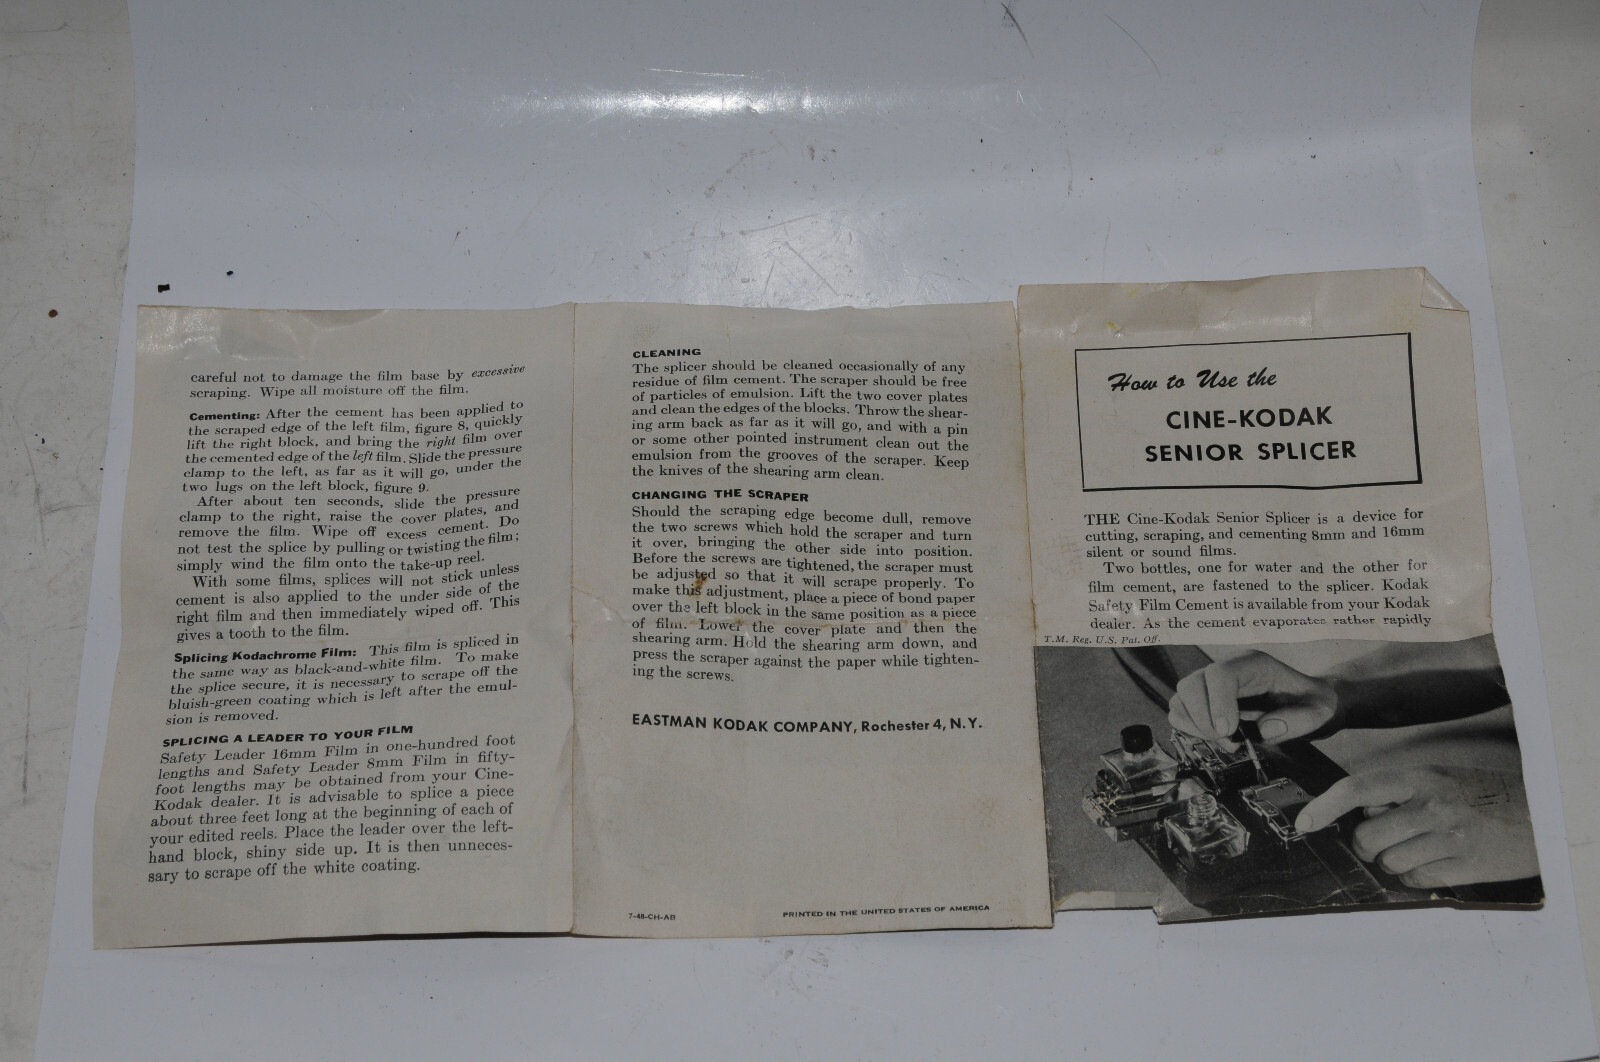 careful not to damage the film base by excessive
scraping. Wipe all moisture off the film.
Cementing: After the cement has been applied to
the scraped edge of the left film, figure 8, quickly
lift the right block, and bring the right film over
the cemented edge of the left film. Slide the pressure
clamp to the left, as far as it will go, under the
two lugs on the left block, figure 9.
After about ten seconds, slide the pressure
clamp to the right, raise the cover plates, and
remove the film. Wipe off excess cement. Do
not test the splice by pulling or twisting the film;
simply wind the film onto the take-up reel.
With some films, splices will not stick unless
cement is also applied to the under side of the
right film and then immediately wiped off. This
gives a tooth to the film.
Splicing Kodachrome Film: This film is spliced in
the same way as black-and-white film. To make
the splice secure, it is necessary to scrape off the
bluish-green coating which is left after the emul-
sion is removed.
SPLICING A LEADER TO YOUR FILM
Safety Leader 16mm Film in one-hundred foot
lengths and Safety Leader 8mm Film in fifty-
foot lengths may be obtained from your Cine-
Kodak dealer. It is advisable to splice a piece
about three feet long at the beginning of each of
your edited reels. Place the leader over the left-
hand block, shiny side up. It is then unneces-
sary to scrape off the white coating.
CLEANING
The splicer should be cleaned occasionally of any
residue of film cement. The scraper should be free
of particles of emulsion. Lift the two cover plates
and clean the edges of the blocks. Throw the shear-
ing arm back as far as it will go, and with a pin
or some other pointed instrument clean out the
emulsion from the grooves of the scraper. Keep
the knives of the shearing arm clean.
CHANGING THE SCRAPER
Should the scraping edge become dull, remove
the two screws which hold the scraper and turn
it over, bringing the other side into position.
Before the screws are tightened, the scraper must
be adjusted so that it will scrape properly. To
make this adjustment, place a piece of bond paper
over the left block in the same position as a piece
of film. Lower the cover plate and then the
shearing arm. Hold the shearing arm down, and
press the scraper against the paper while tighten-
ing the screws.
EASTMAN KODAK COMPANY, Rochester 4, N.Y.
7-48-CH-AB
PRINTED IN THE UNITED STATES OF AMERICA
How to Use the
CINE-KODAK
SENIOR SPLICER
THE Cine-Kodak Senior Splicer is a device for
cutting, scraping, and cementing 8mm and 16mm
silent or sound films.
Two bottles, one for water and the other for
film cement, are fastened to the splicer. Kodak
Safety Film Cement is available from your Kodak
dealer. As the cement evaporates rather rapidly
T.M. Reg. U.S. Pat. Off.